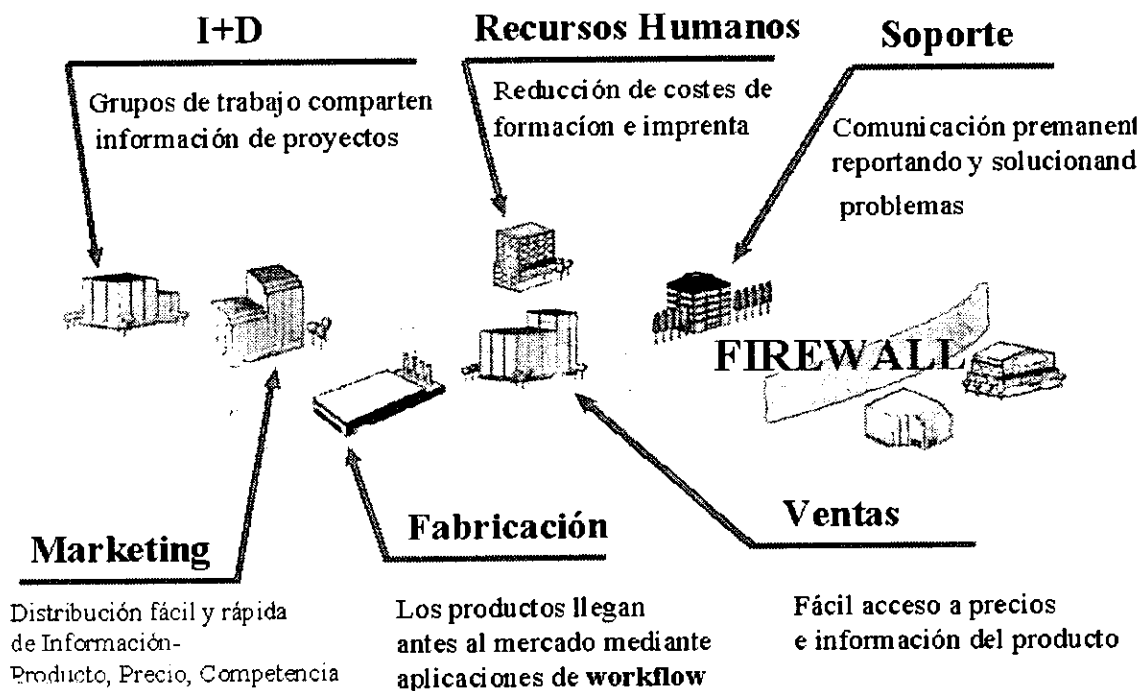 I+D
Grupos de trabajo comparten
información de proyectos
Recursos Humanos
Reducción de costes de
formacíon e imprenta
Soporte
Comunicación premanent
reportando y solucionand
problemas
FIREWALL
Marketing
Distribución fácil y rápida
de Información-
Producto, Precio, Competencia
Fabricación
Los productos llegan
antes al mercado mediante
aplicaciones de workflow
Ventas
Fácil acceso a precios
e información del producto